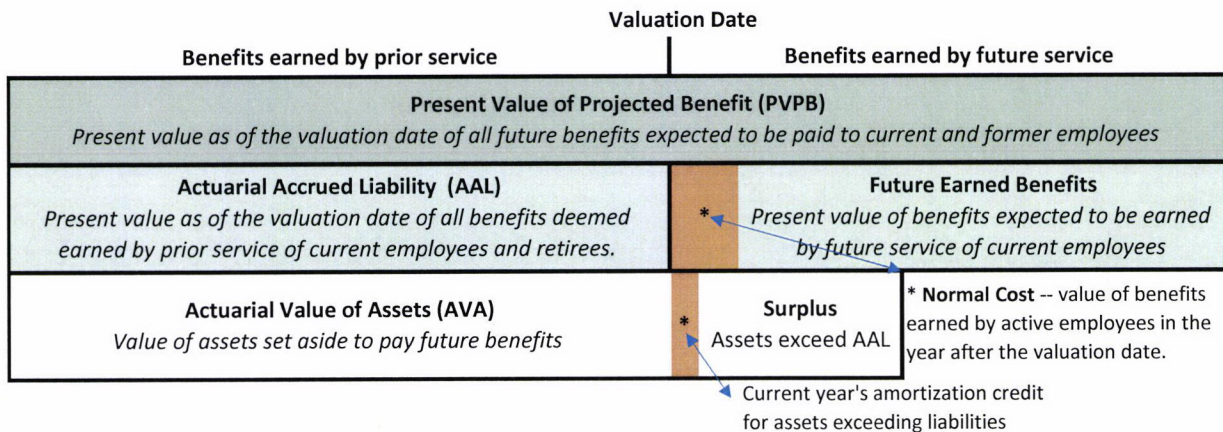 Valuation Date
Benefits earned by prior service
Benefits earned by future service
Present Value of Projected Benefit (PVPB)
Present value as of the valuation date of all future benefits expected to be paid to current and former employees
Actuarial Accrued Liability (AAL)
Present value as of the valuation date of all benefits deemed
earned by prior service of current employees and retirees.
*
Future Earned Benefits
Present value of benefits expected to be earned
by future service of current employees
Actuarial Value of Assets (AVA)
Value of assets set aside to pay future benefits
*
Surplus
Assets exceed AAL
* Normal Cost -- value of benefits
earned by active employees in the
year after the valuation date.
Current year's amortization credit
for assets exceeding liabilities